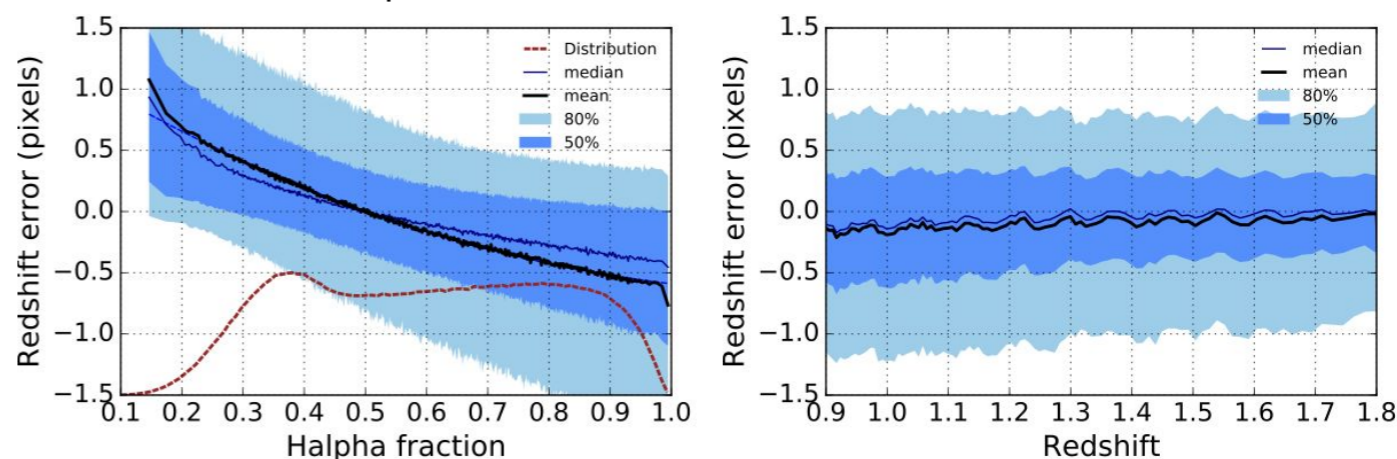 1.5
1.0
0.5
0.0
−0.5
−1.0
−1.5
Redshift error (pixels)
Distribution
median
mean
80%
50%
0.1 0.2 0.3 0.4 0.5 0.6 0.7 0.8 0.9 1.0
Halpha fraction
1.5
1.0
0.5
0.0
−0.5
−1.0
−1.5
Redshift error (pixels)
median
mean
80%
50%
0.9 1.0 1.1 1.2 1.3 1.4 1.5 1.6 1.7 1.8
Redshift